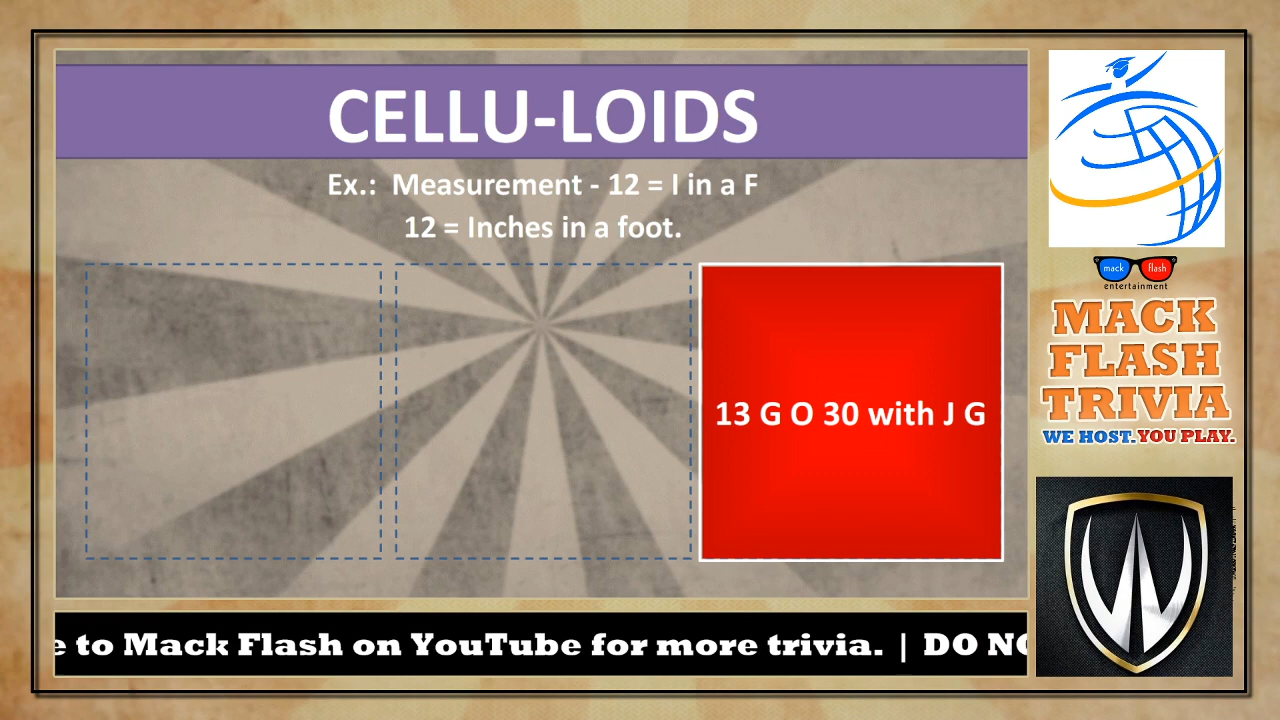 CELLU-LOIDS
Ex.: Measurement - 12 = I in a F
12 = Inches in a foot.
13 G O 30 with J G
mack flash
entertainment
MACK
FLASH
TRIVIA
WE HOST. YOU PLAY.
e to Mack Flash on YouTube for more trivia. | DO NO